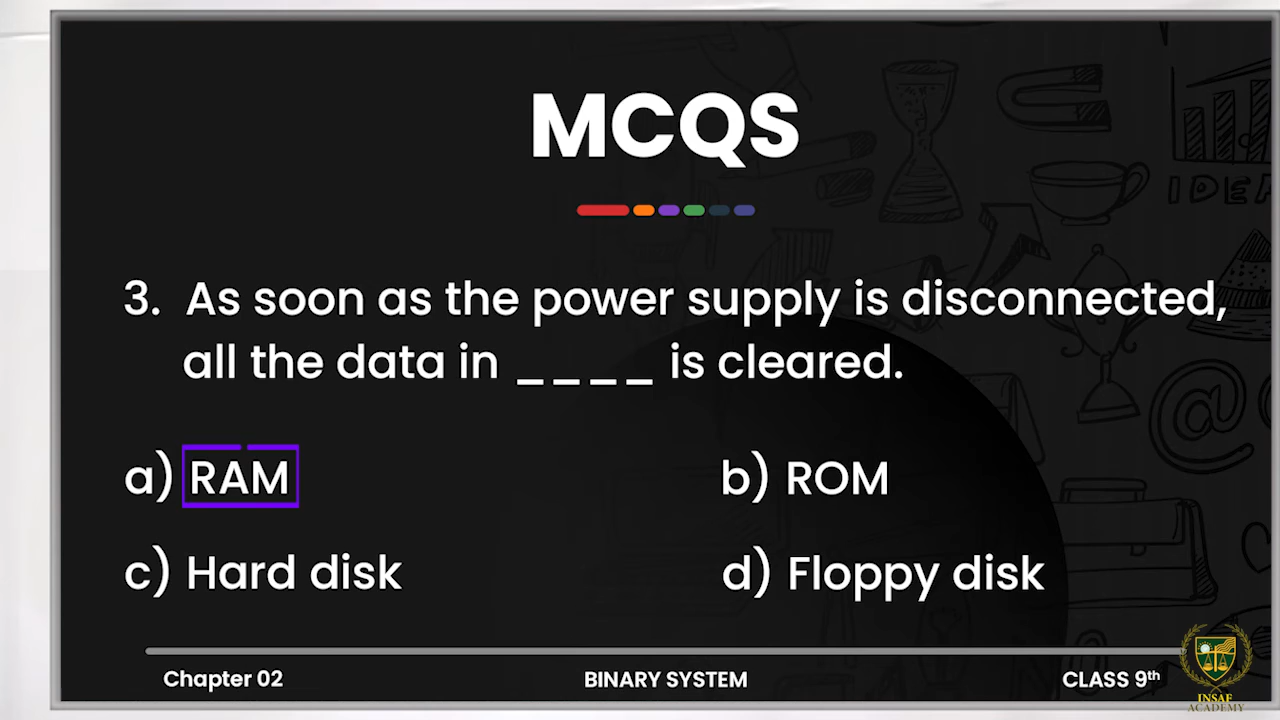 MCQS
3. As soon as the power supply is disconnected,
all the data in _ _ _ _ is cleared.
a) RAM
b) ROM
c) Hard disk
d) Floppy disk
Chapter 02
BINARY SYSTEM
CLASS 9th
INSAF
ACADEMY
IDEA